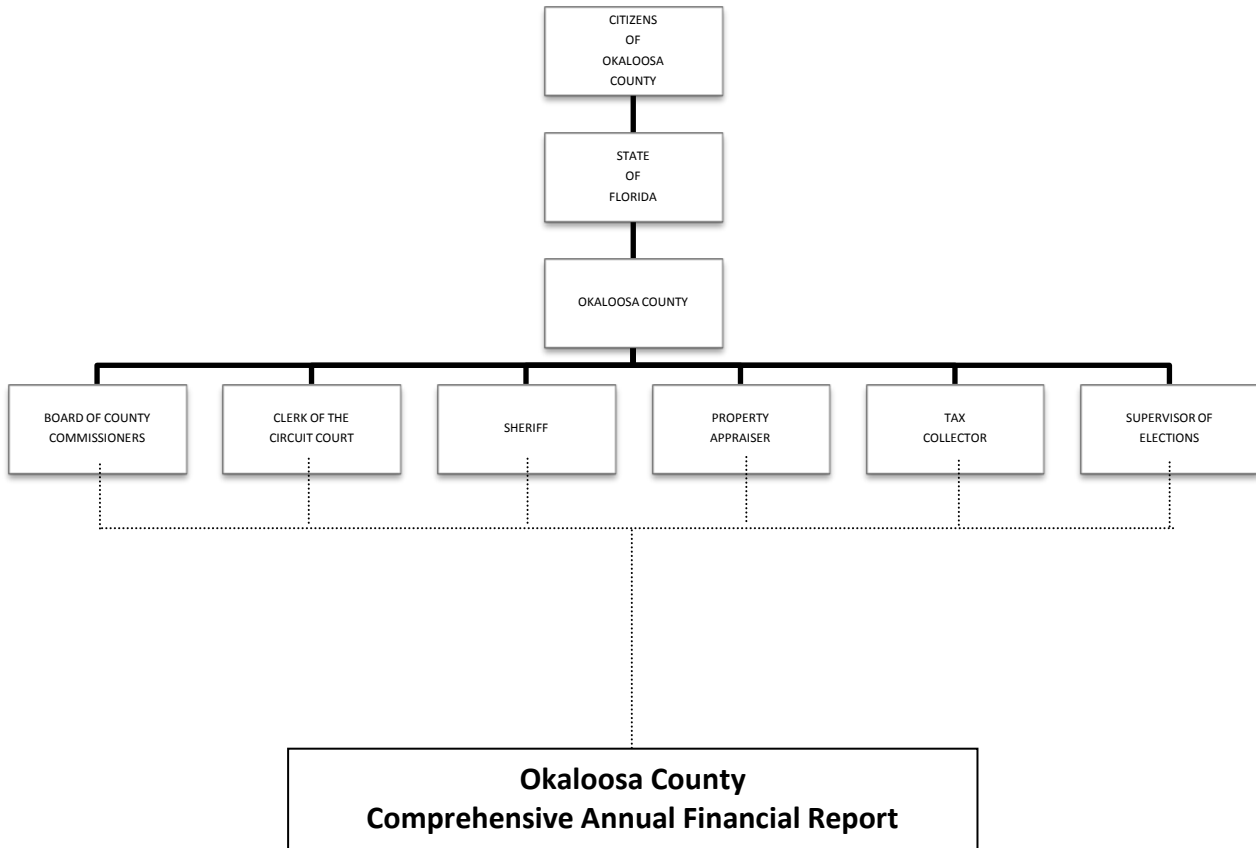 CITIZENS
OF
OKALOOSA
COUNTY
STATE
OF
FLORIDA
OKALOOSA COUNTY
BOARD OF COUNTY
COMMISSIONERS
CLERK OF THE
CIRCUIT COURT
SHERIFF
PROPERTY
APPRAISER
TAX
COLLECTOR
SUPERVISOR OF
ELECTIONS
Okaloosa County
Comprehensive Annual Financial Report